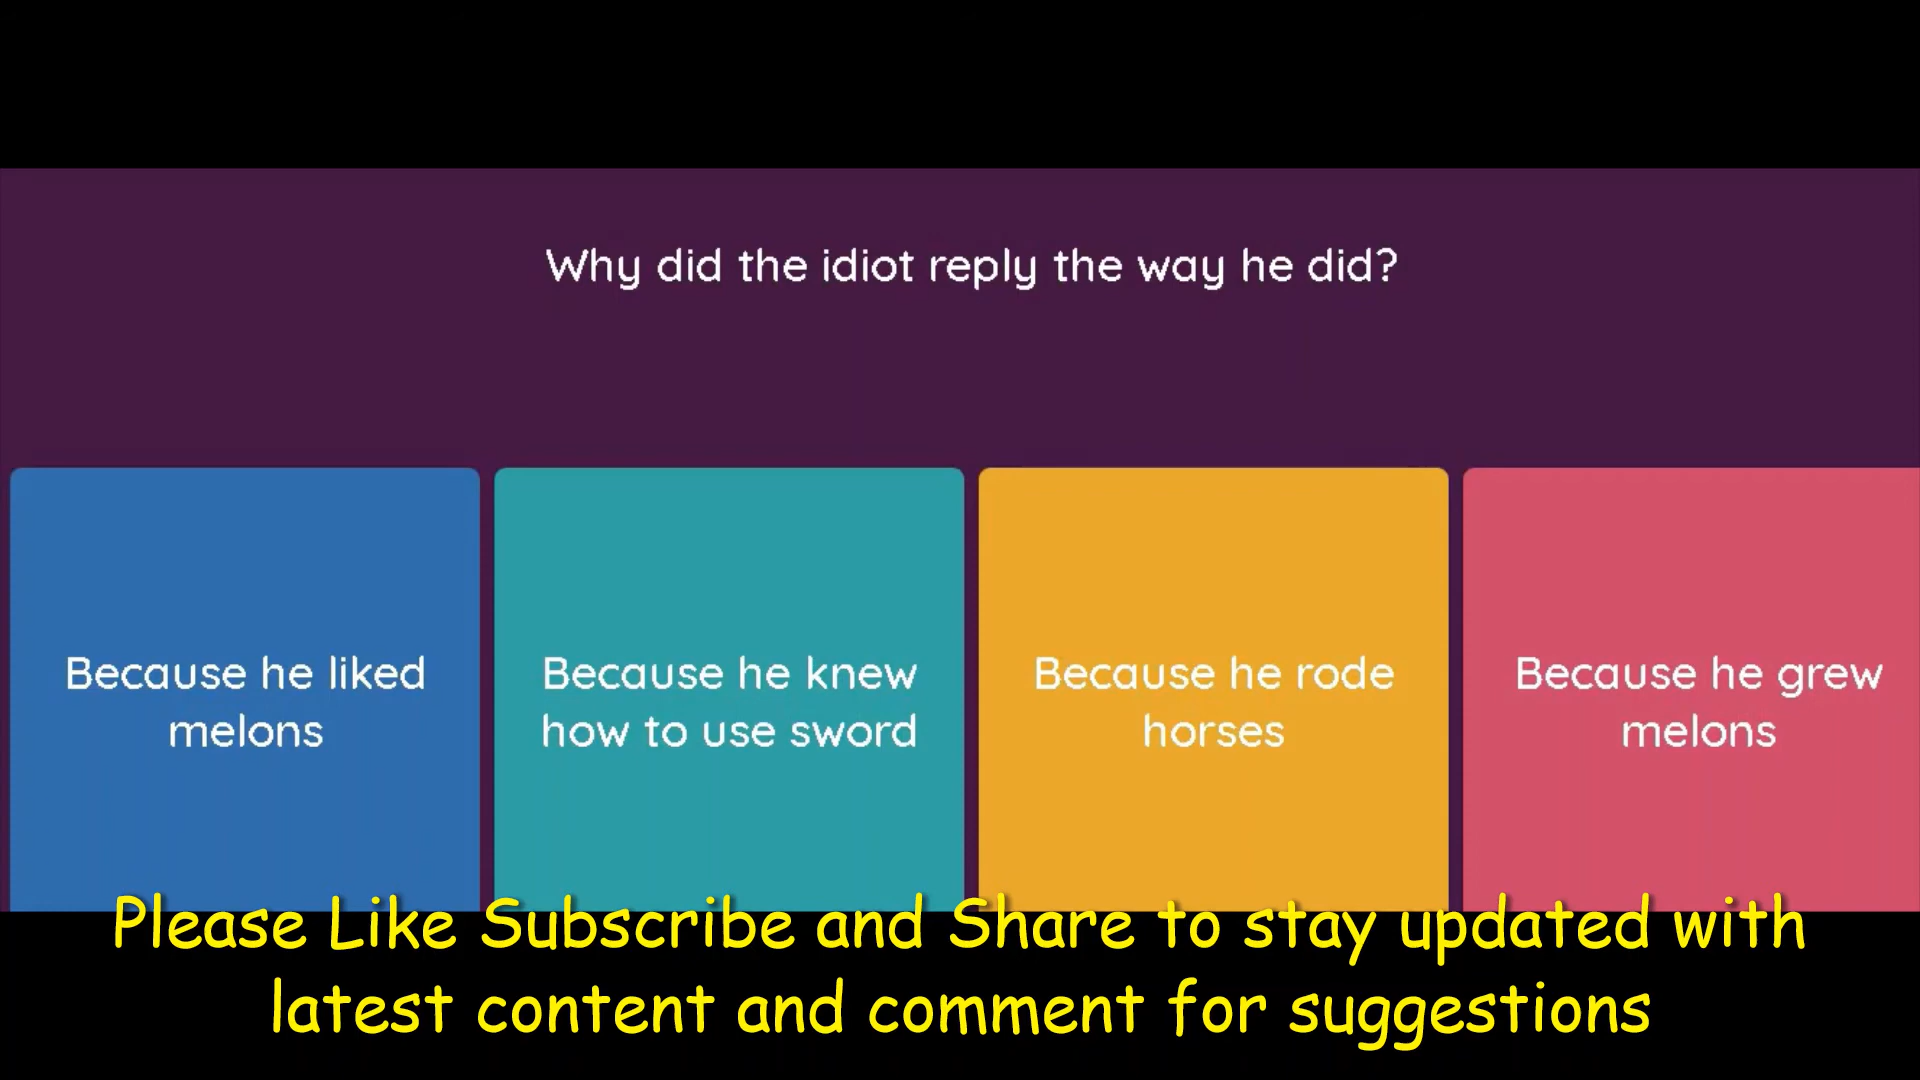 Why did the idiot reply the way he did?
Because he liked
melons
Because he knew
how to use sword
Because he rode
horses
Because he grew
melons
Please Like Subscribe and Share to stay updated with
latest content and comment for suggestions